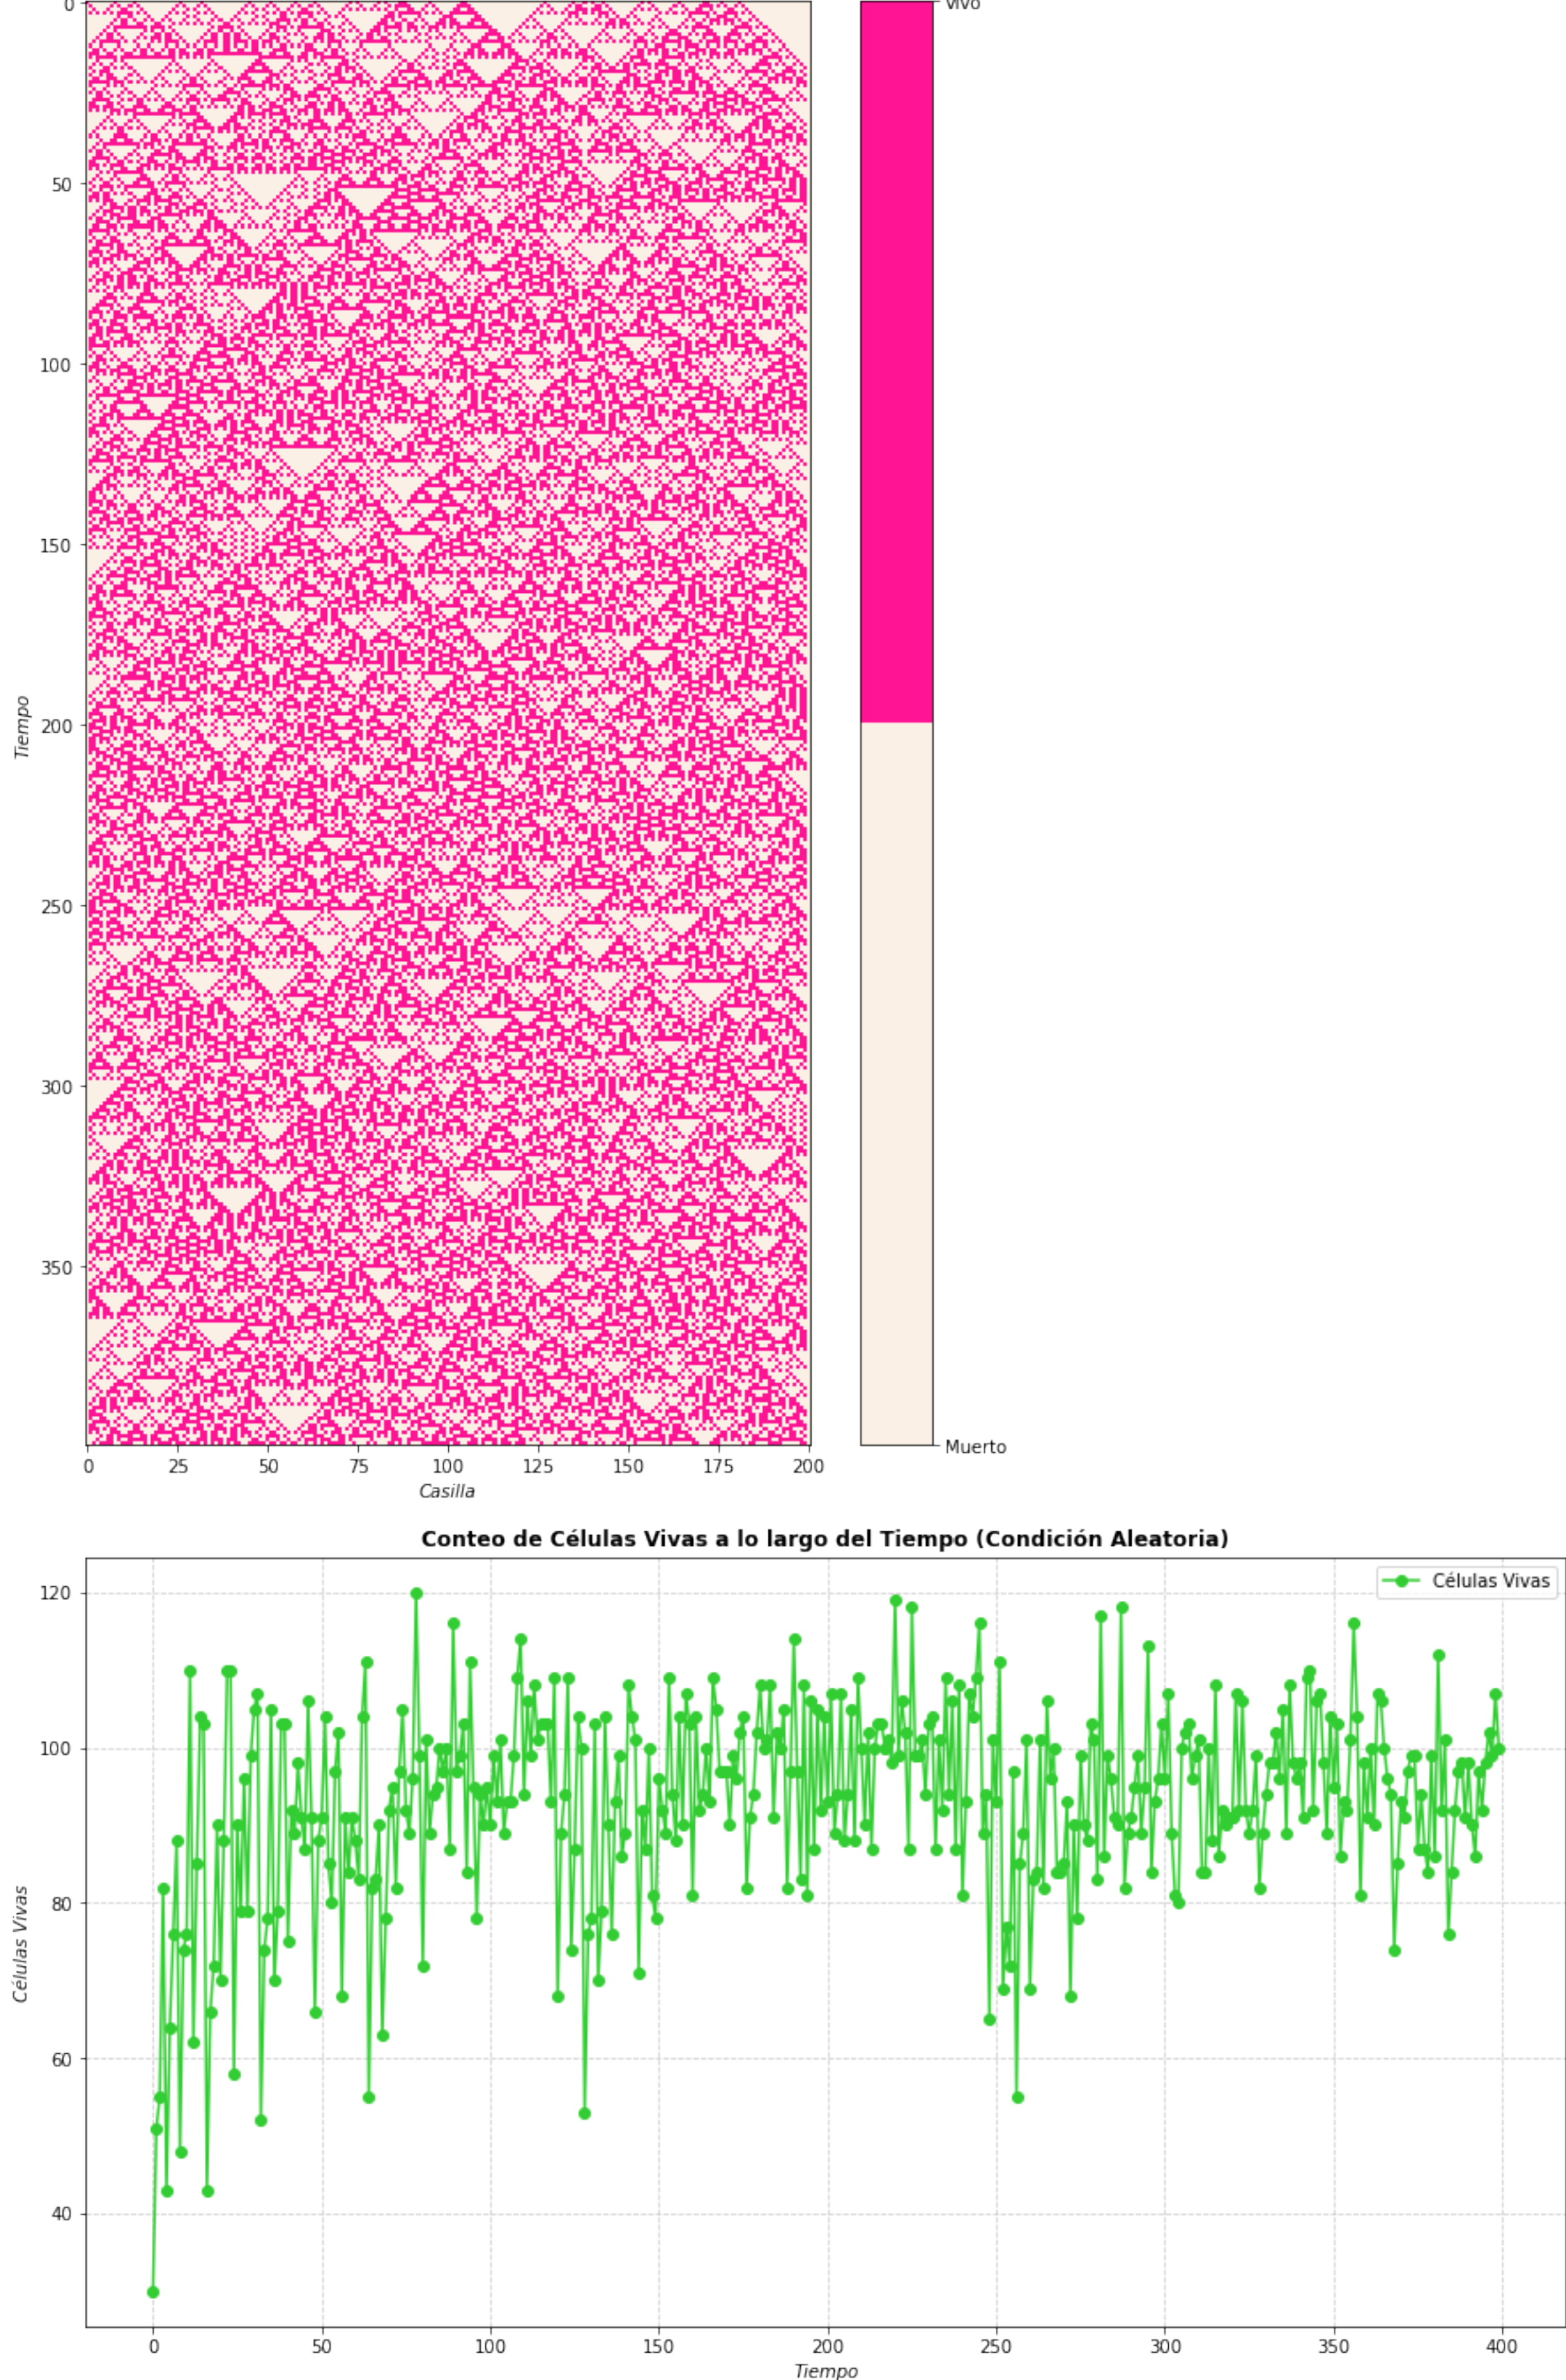 0
Vivo
50
100
150
200
250
300
350
Tiempo
Muerto
0 25 50 75 100 125 150 175 200
Casilla
Conteo de Células Vivas a lo largo del Tiempo (Condición Aleatoria)
Células Vivas
120
100
80
60
40
Células Vivas
0 50 100 150 200 250 300 350 400
Tiempo